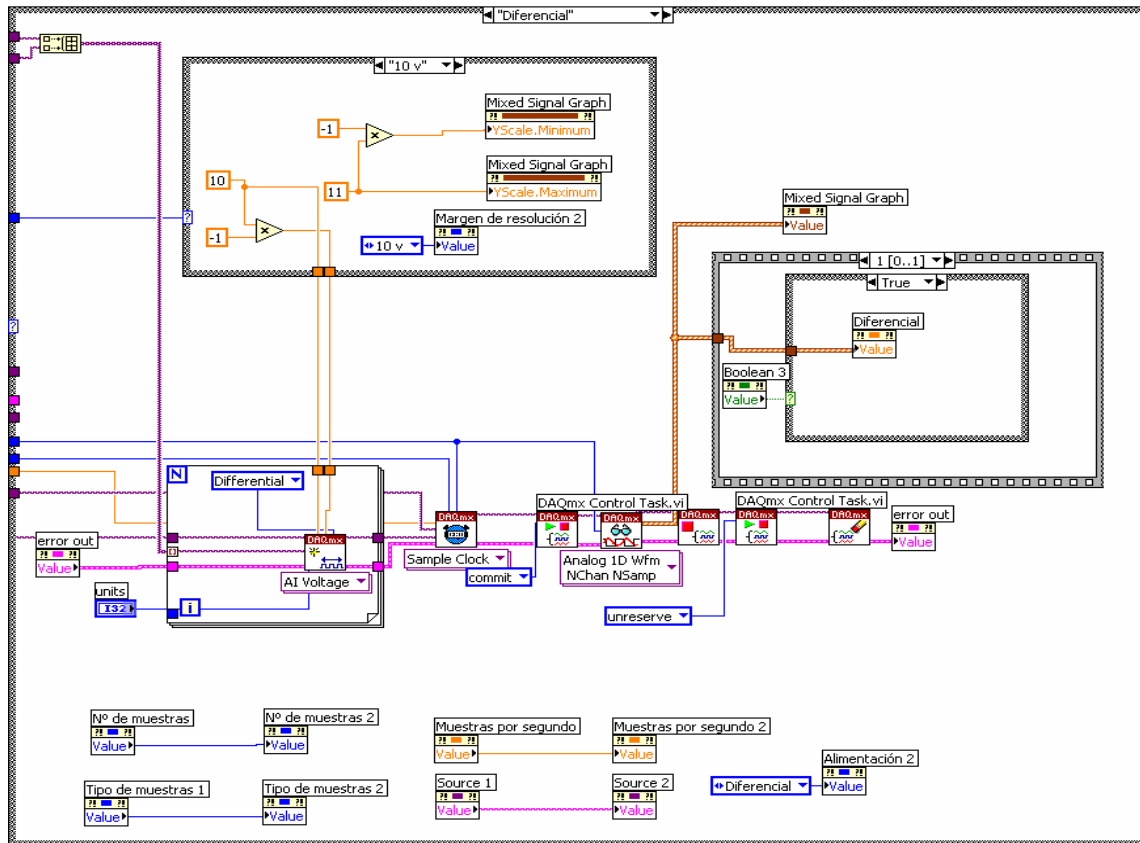 "Diferencial"
"10 v"
Mixed Signal Graph
YScale.Minimum
-1
x
Mixed Signal Graph
YScale.Maximum
10
11
-1
x
Margen de resolución 2
10 v
Value
Mixed Signal Graph
Value
1 [0..1]
True
Diferencial
Value
Boolean 3
Value
N
Differential
DAQmx
AI Voltage
i
error out
Value
units
I32
DAQmx
Sample Clock
commit
DAQmx Control Task.vi
DAQmx
DAQmx
Analog 1D Wfm
NChan NSamp
DAQmx
DAQmx Control Task.vi
DAQmx
DAQmx
unreserve
error out
Value
Nº de muestras
Value
Nº de muestras 2
Value
Muestras por segundo
Value
Muestras por segundo 2
Value
Tipo de muestras 1
Value
Tipo de muestras 2
Value
Source 1
Value
Source 2
Value
Diferencial
Alimentación 2
Value